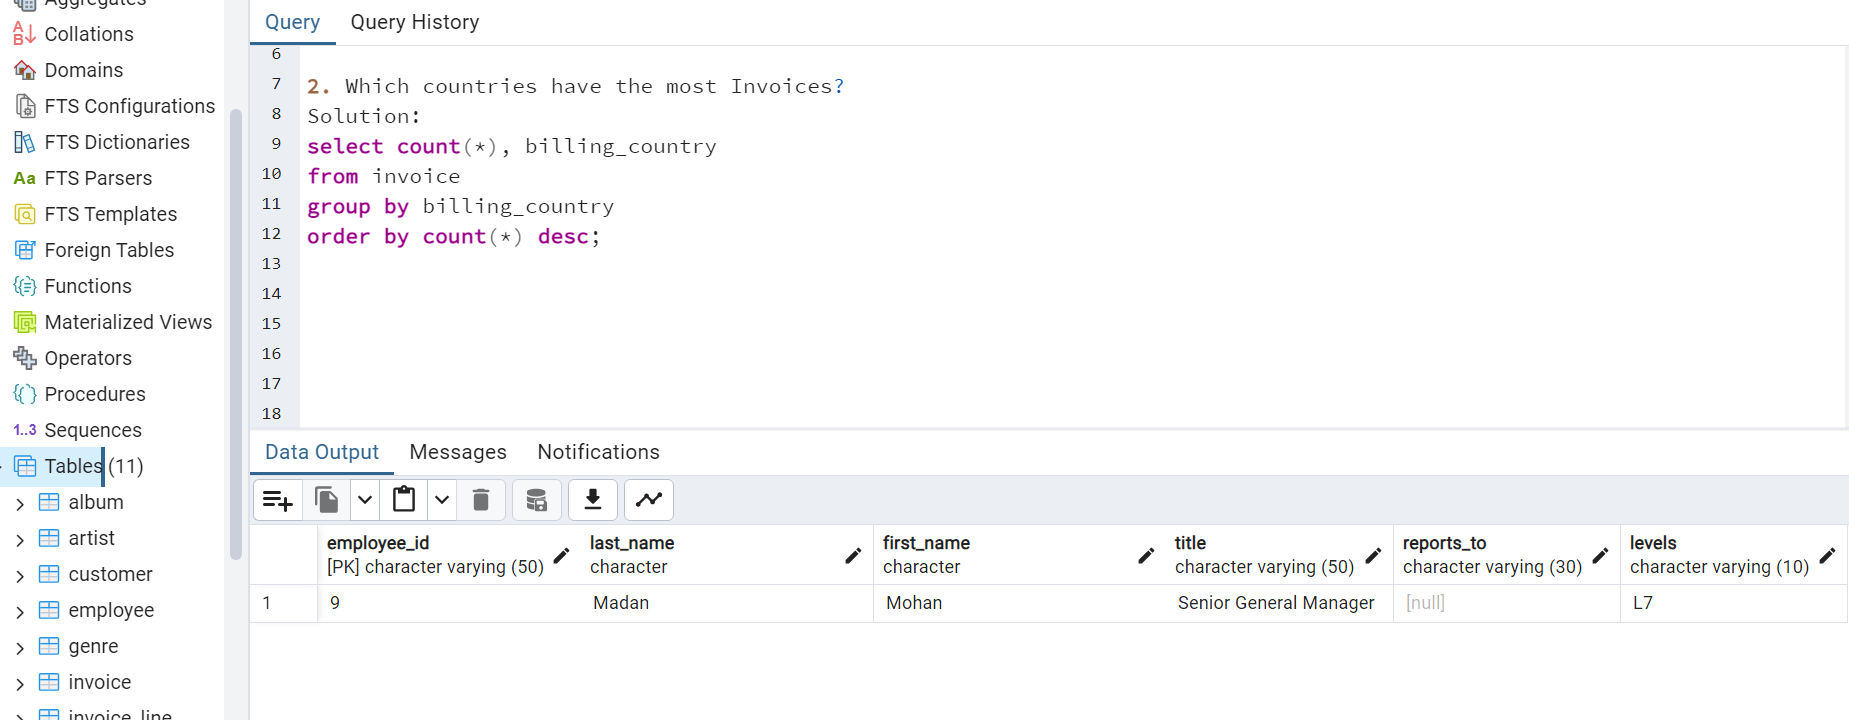 Aggregates
Collations
Domains
FTS Configurations
FTS Dictionaries
Aa FTS Parsers
FTS Templates
Foreign Tables
Functions
Materialized Views
Operators
Procedures
1..3 Sequences
Tables (11)
album
artist
customer
employee
genre
invoice
invoice_line
Query Query History
6
7 2. Which countries have the most Invoices?
8 Solution:
9 select count(*), billing_country
10 from invoice
11 group by billing_country
12 order by count(*) desc;
13
14
15
16
17
18
Data Output Messages Notifications
employee_id last_name first_name title reports_to levels
[PK] character varying (50) character character character varying (50) character varying (30) character varying (10)
1 9 Madan Mohan Senior General Manager [null] L7